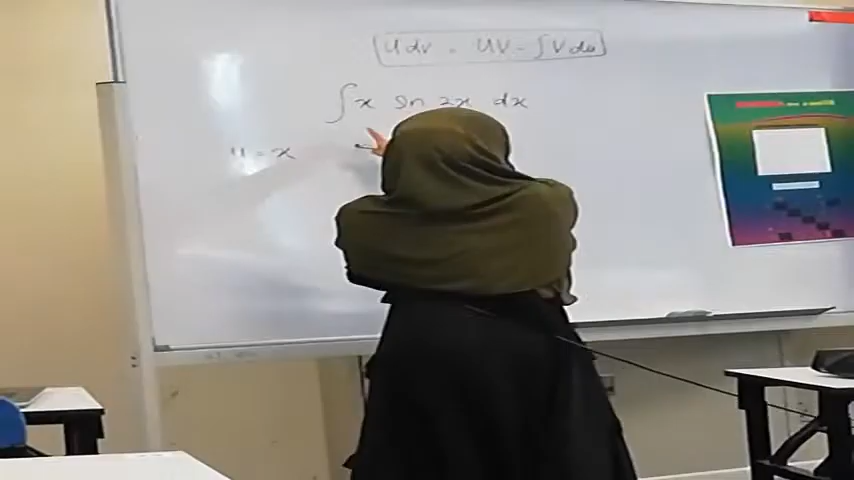 u dv = uv - ∫ v du
∫ x sin 2x dx
u = x